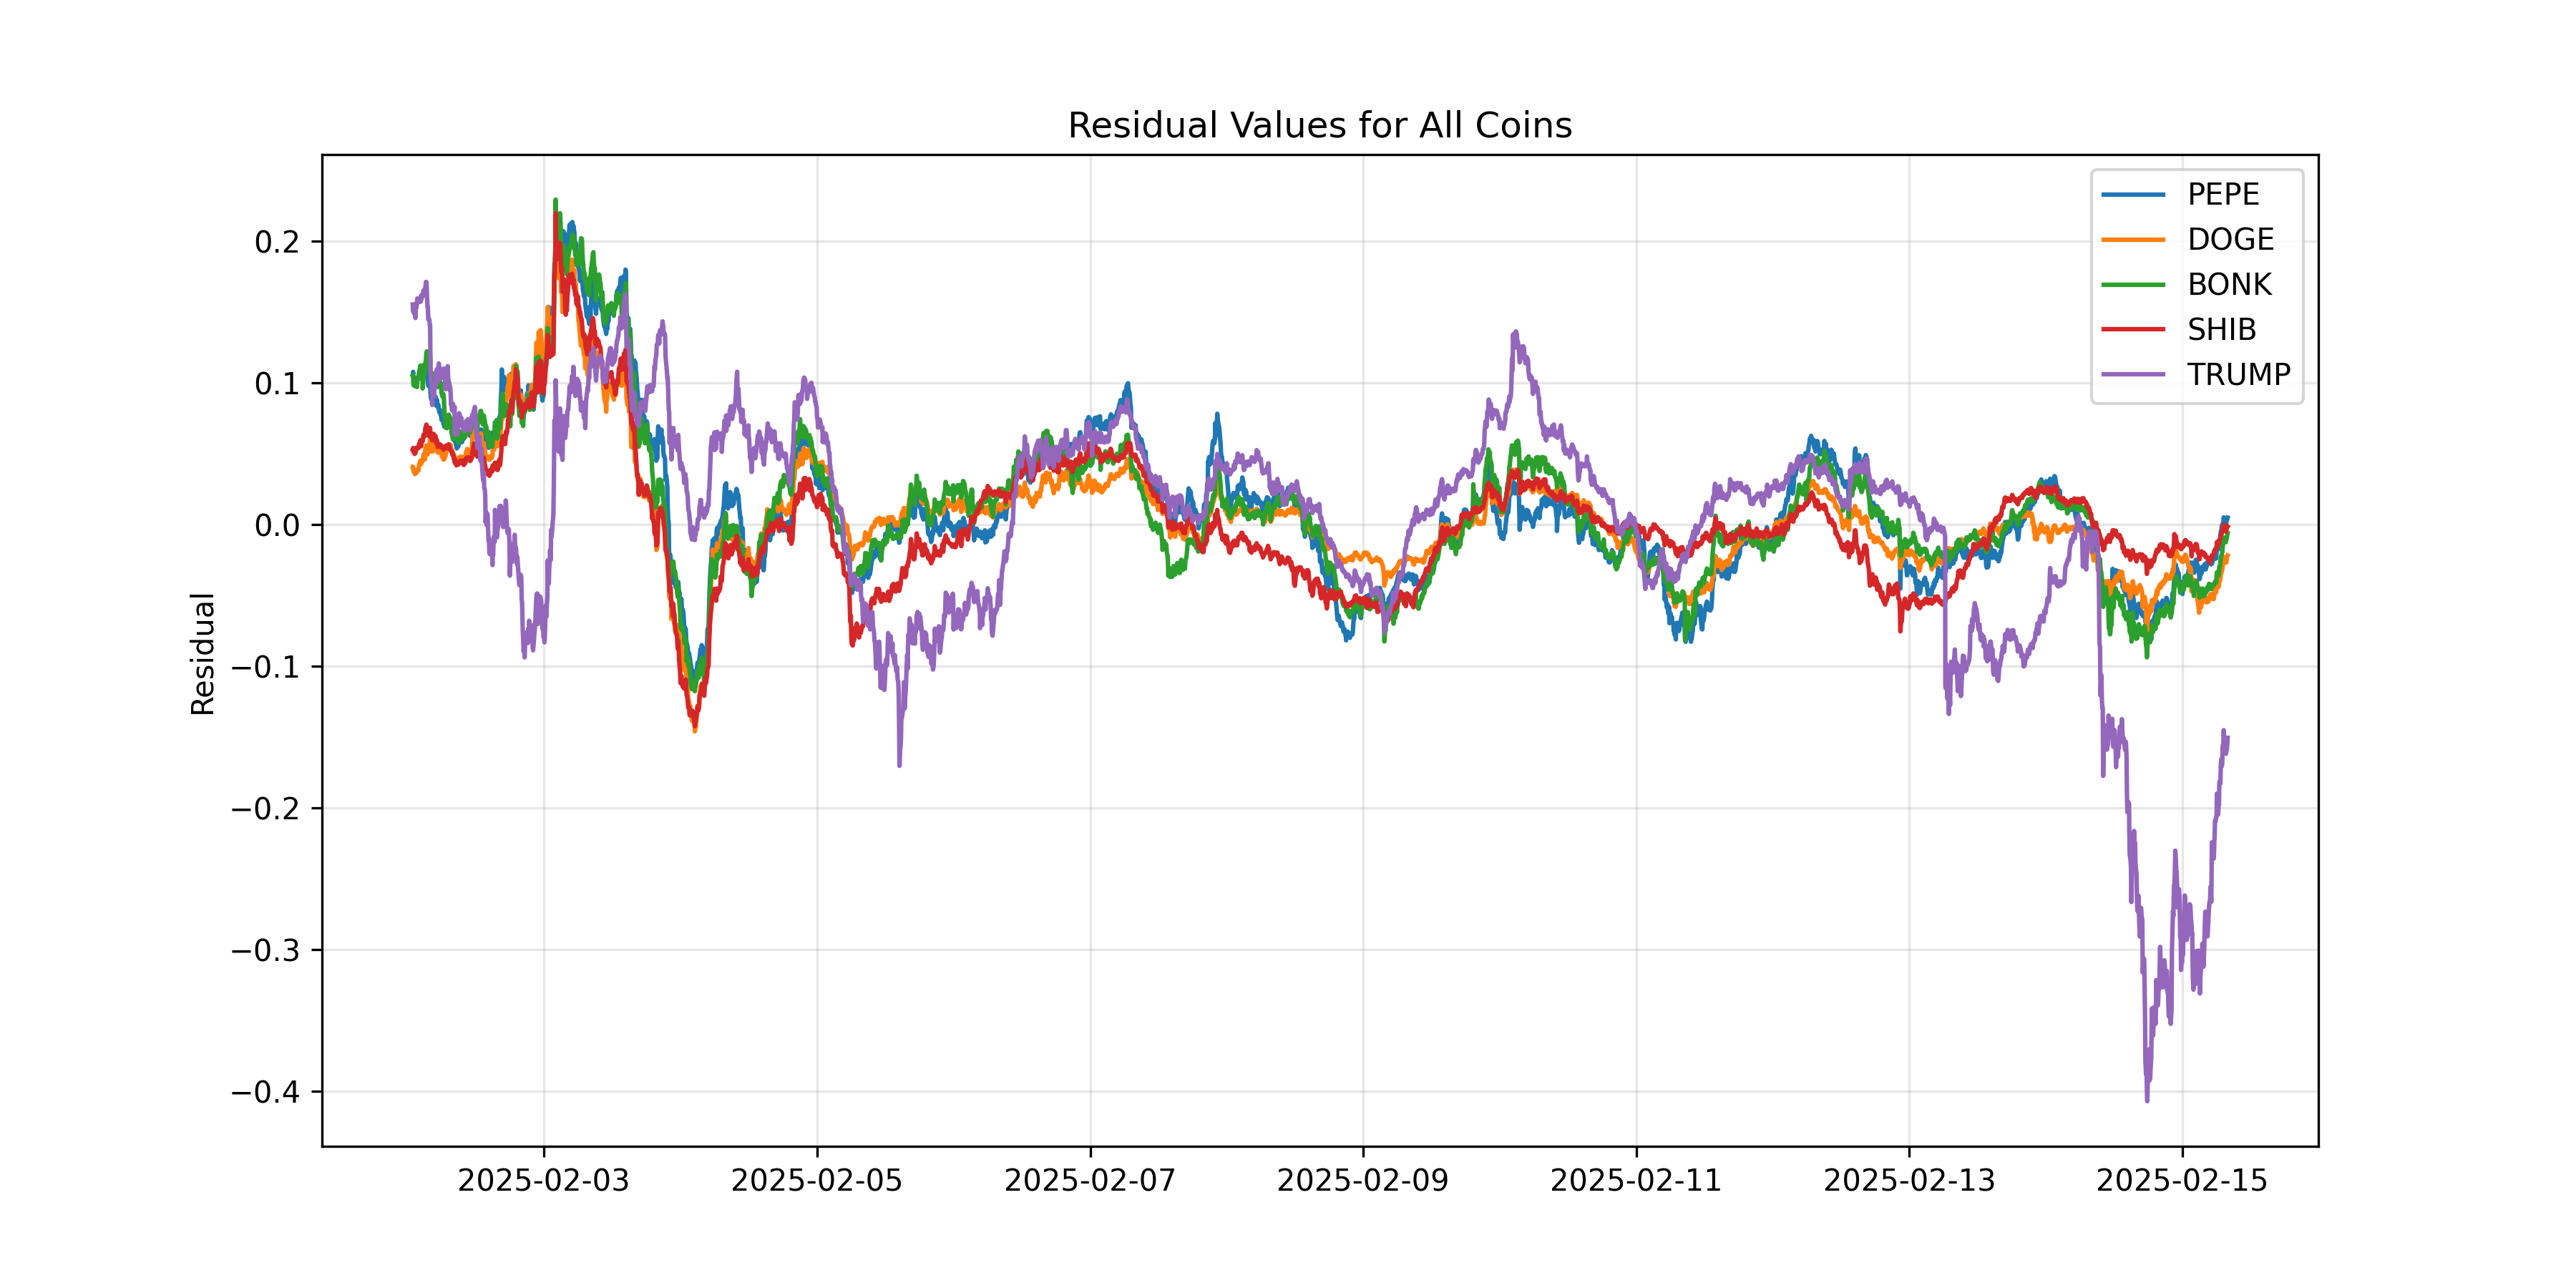 Residual Values for All Coins
PEPE
DOGE
BONK
SHIB
TRUMP
0.2
0.1
0.0
−0.1
−0.2
−0.3
−0.4
Residual
2025-02-03
2025-02-05
2025-02-07
2025-02-09
2025-02-11
2025-02-13
2025-02-15